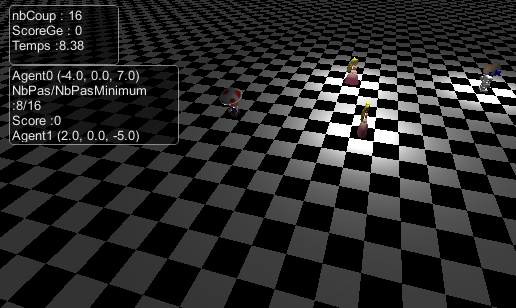 nbCoup : 16
ScoreGe : 0
Temps :8.38
Agent0 (-4.0, 0.0, 7.0)
NbPas/NbPasMinimum
:8/16
Score :0
Agent1 (2.0, 0.0, -5.0)